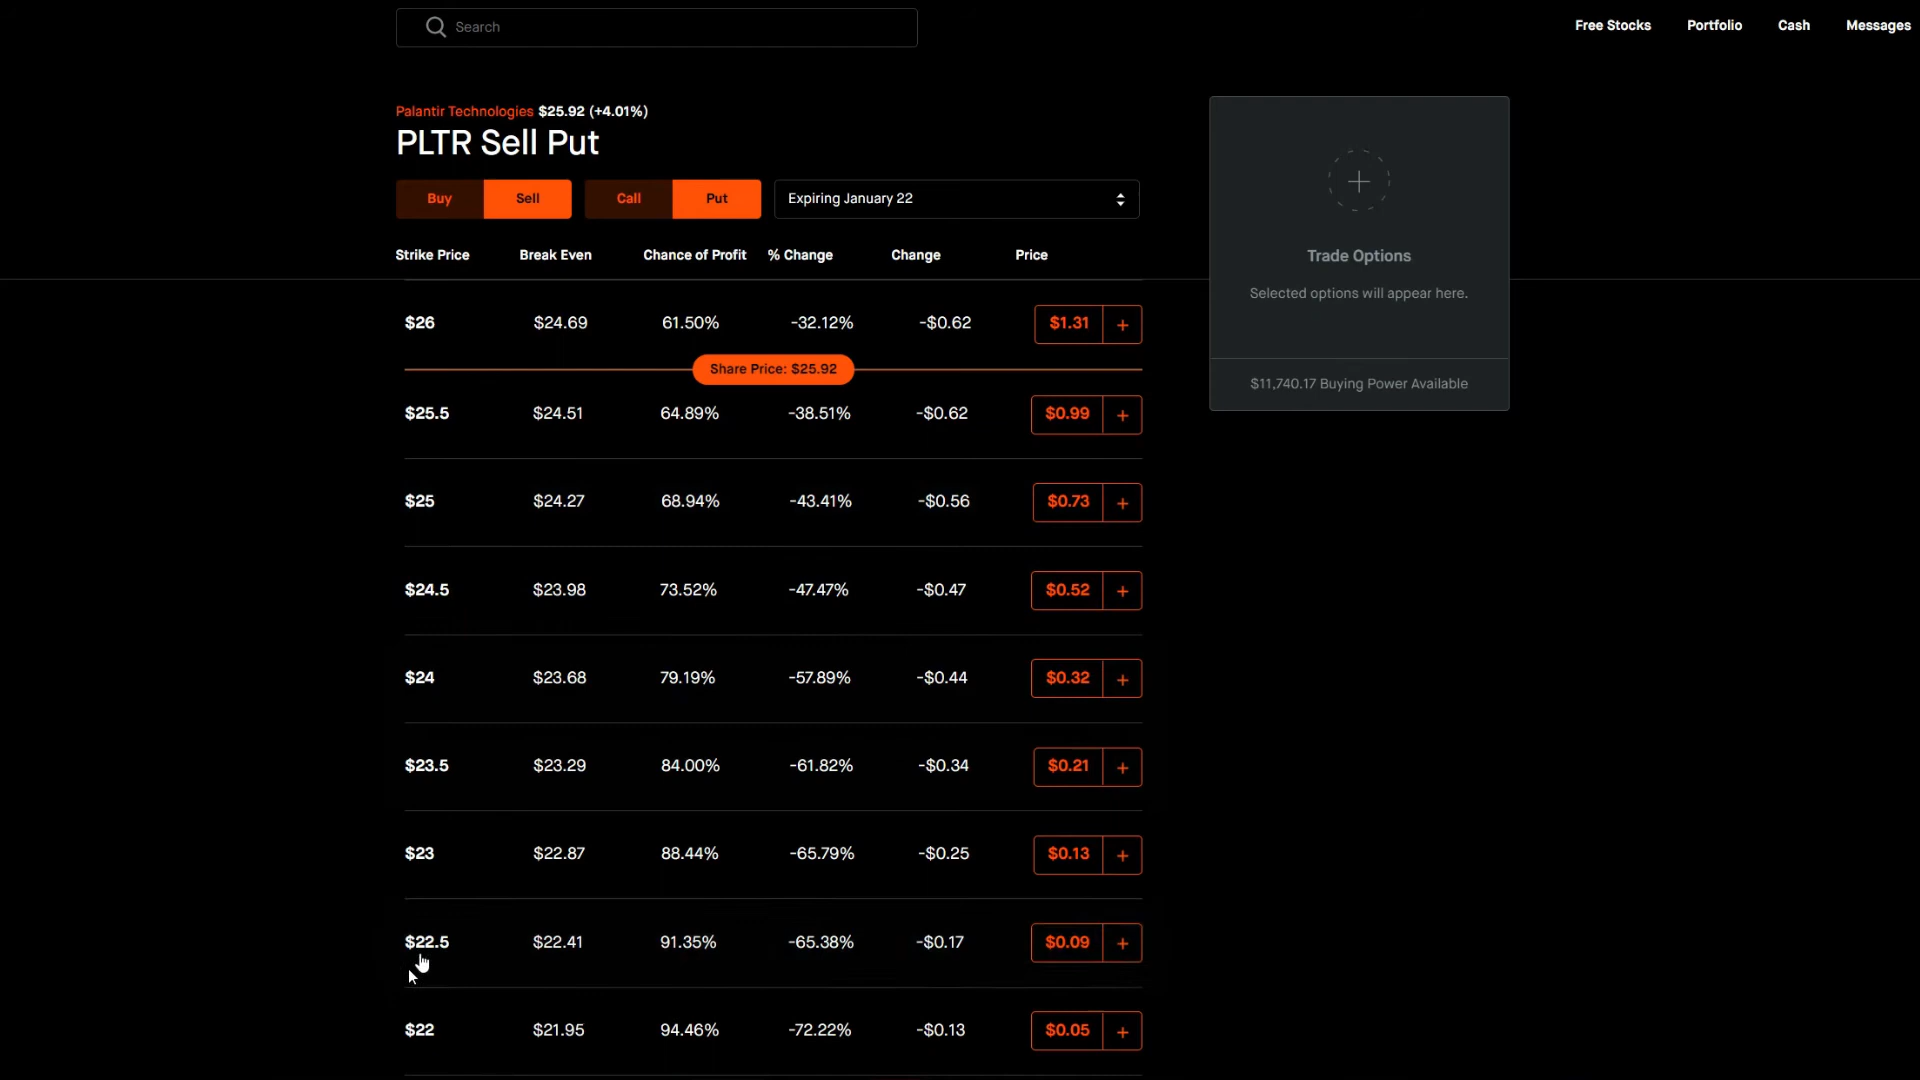 Search
Free Stocks Portfolio Cash Messages
Palantir Technologies $25.92 (+4.01%)
PLTR Sell Put
Buy Sell Call Put Expiring January 22
Strike Price Break Even Chance of Profit % Change Change Price
$26 $24.69 61.50% -32.12% -$0.62 $1.31 +
Share Price: $25.92
$25.5 $24.51 64.89% -38.51% -$0.62 $0.99 +
$25 $24.27 68.94% -43.41% -$0.56 $0.73 +
$24.5 $23.98 73.52% -47.47% -$0.47 $0.52 +
$24 $23.68 79.19% -57.89% -$0.44 $0.32 +
$23.5 $23.29 84.00% -61.82% -$0.34 $0.21 +
$23 $22.87 88.44% -65.79% -$0.25 $0.13 +
$22.5 $22.41 91.35% -65.38% -$0.17 $0.09 +
$22 $21.95 94.46% -72.22% -$0.13 $0.05 +
Trade Options
Selected options will appear here.
$11,740.17 Buying Power Available